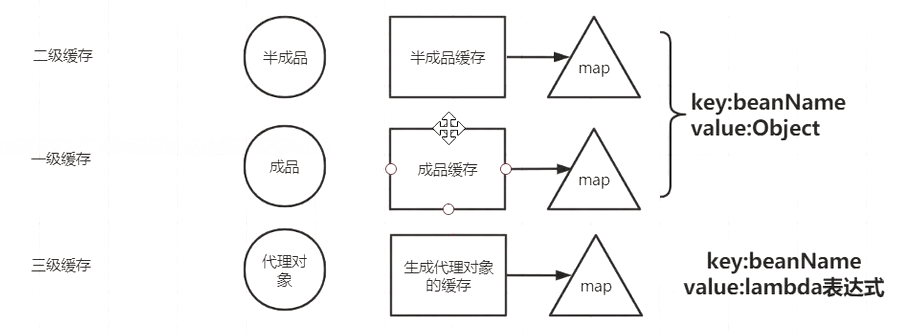 二级缓存
半成品
半成品缓存
map
key:beanName
value:Object
一级缓存
成品
成品缓存
map
三级缓存
代理对
象
生成代理对象
的缓存
map
key:beanName
value:lambda表达式